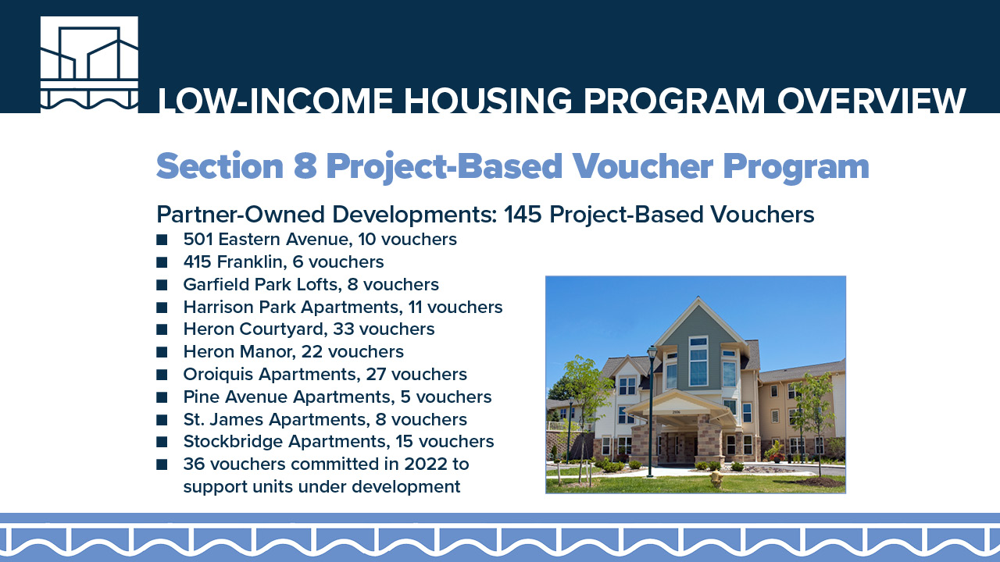 LOW-INCOME HOUSING PROGRAM OVERVIEW
Section 8 Project-Based Voucher Program
Partner-Owned Developments: 145 Project-Based Vouchers
■ 501 Eastern Avenue, 10 vouchers
■ 415 Franklin, 6 vouchers
■ Garfield Park Lofts, 8 vouchers
■ Harrison Park Apartments, 11 vouchers
■ Heron Courtyard, 33 vouchers
■ Heron Manor, 22 vouchers
■ Oroiquis Apartments, 27 vouchers
■ Pine Avenue Apartments, 5 vouchers
■ St. James Apartments, 8 vouchers
■ Stockbridge Apartments, 15 vouchers
■ 36 vouchers committed in 2022 to
support units under development